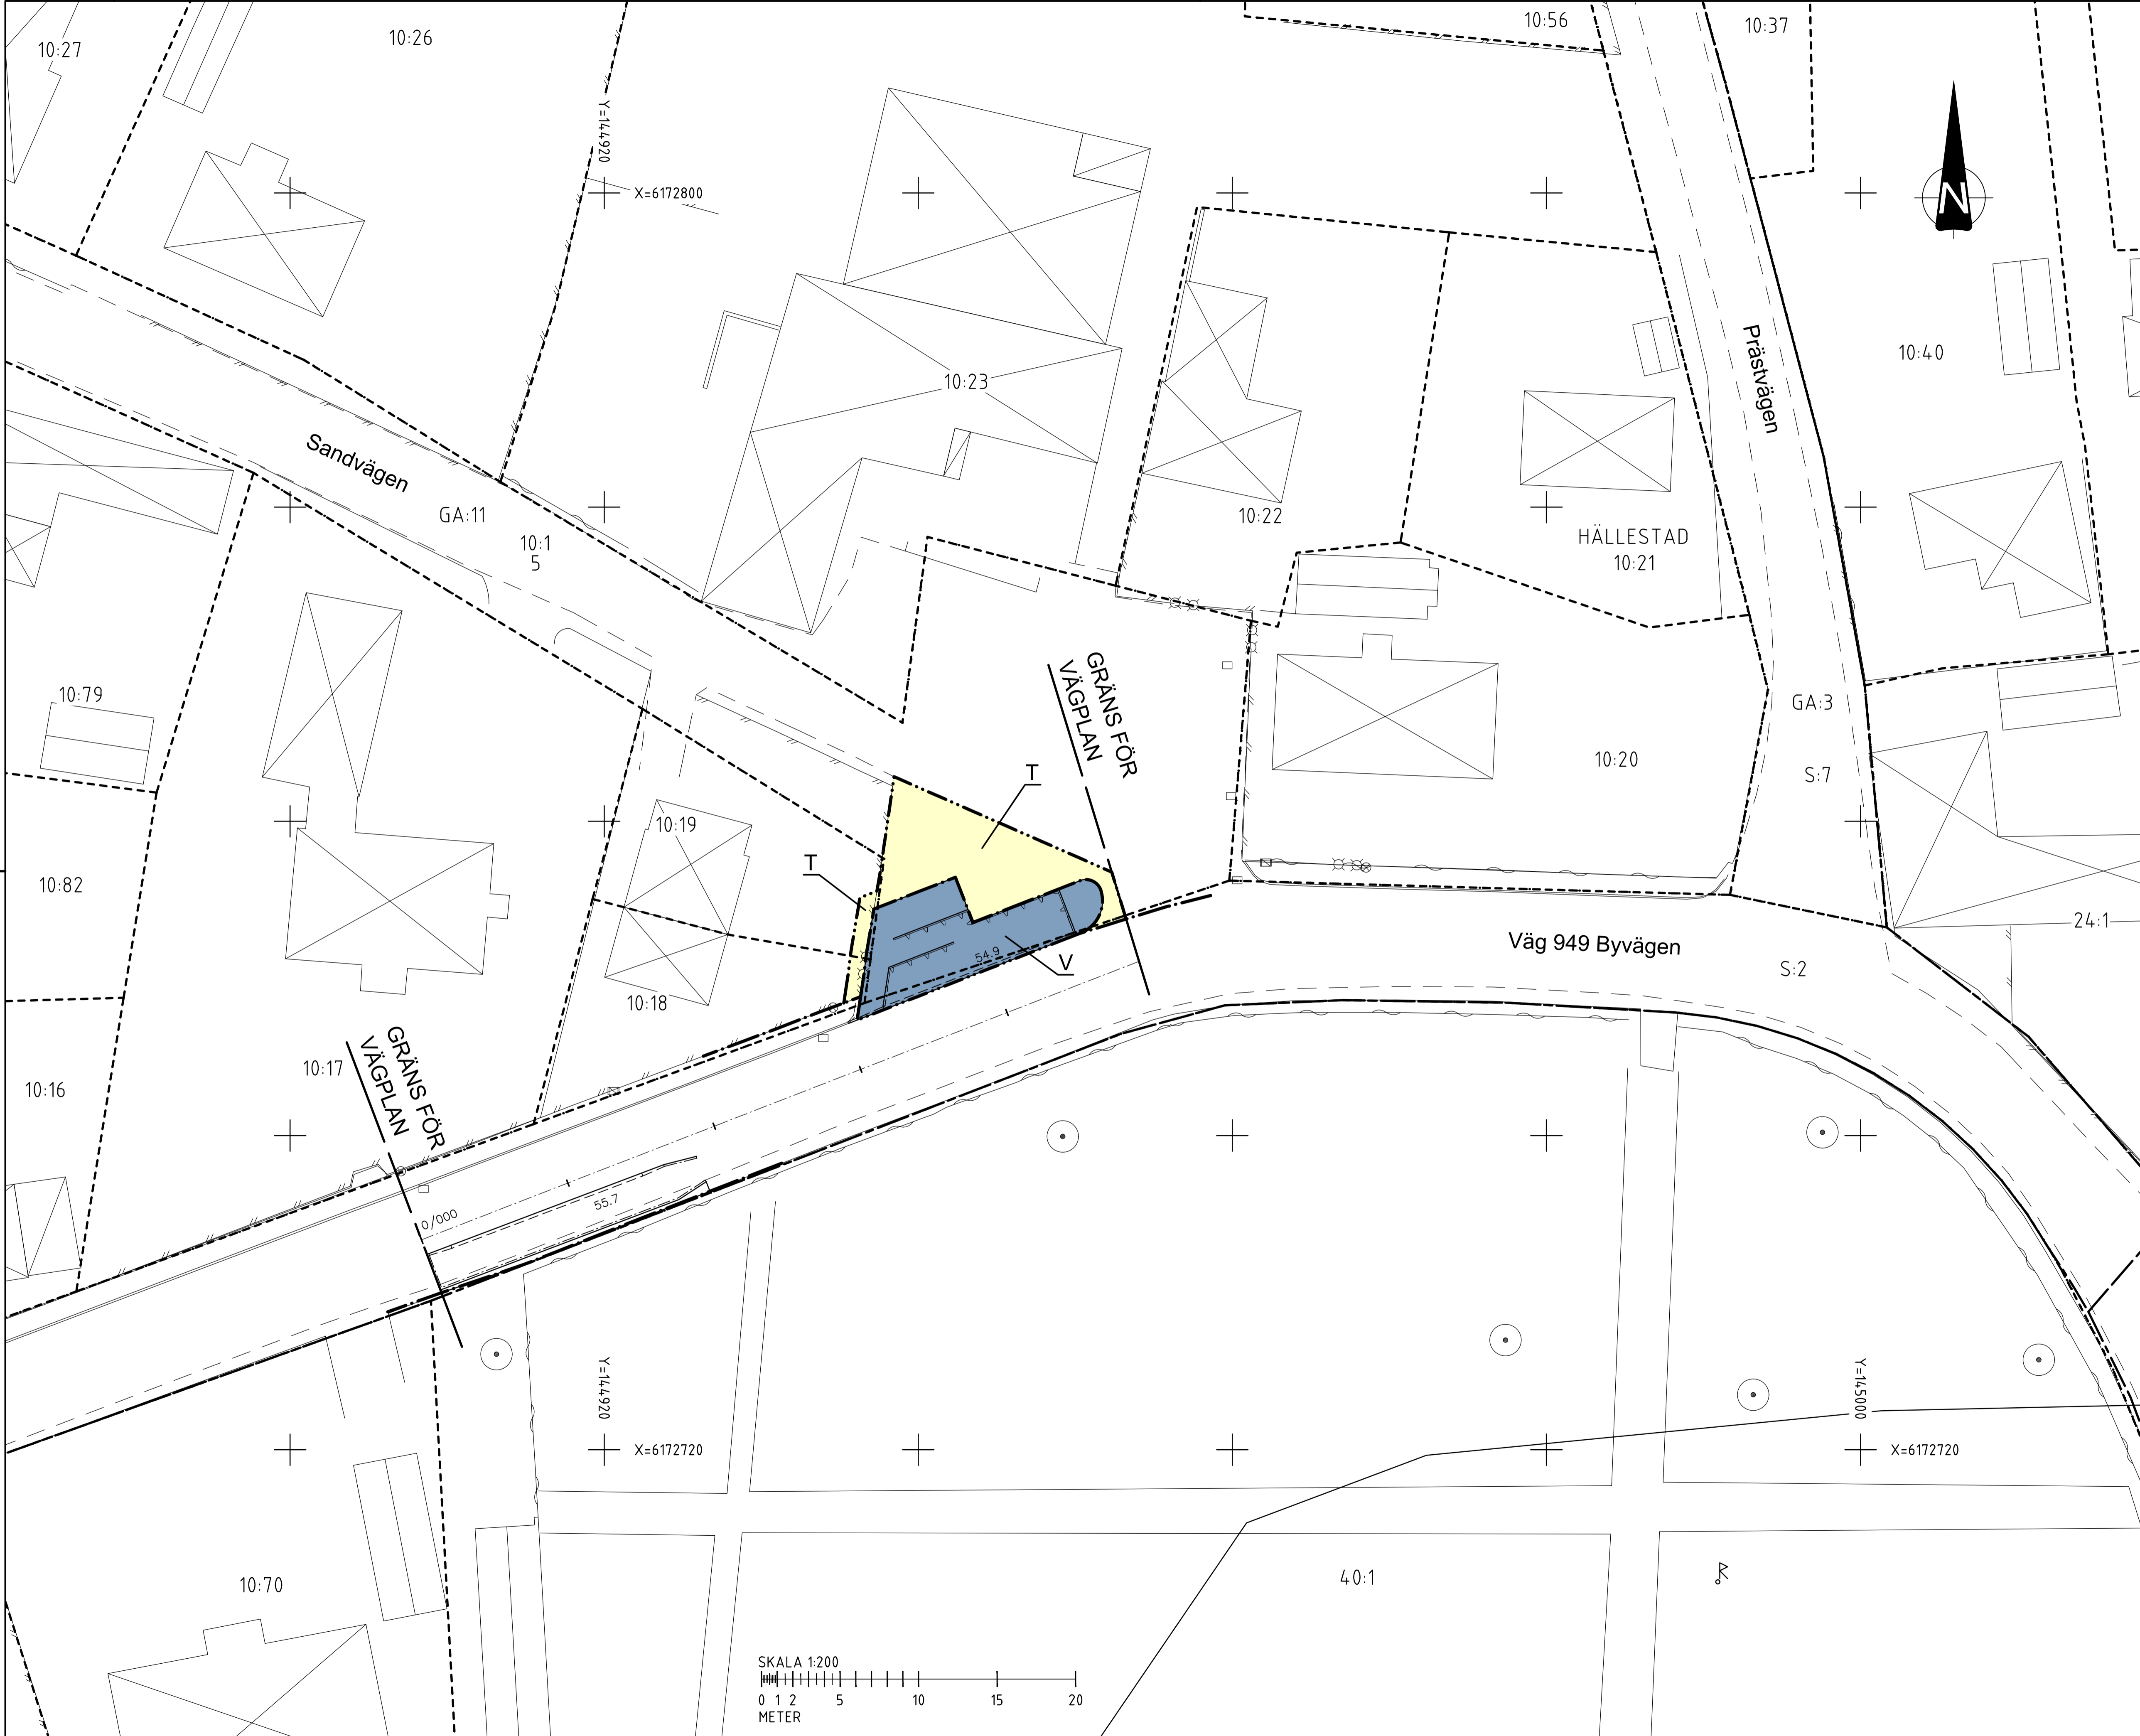 10:27
10:26
10:56
10:37
Y=144920
X=6172800
N
10:23
Prästvägen
10:40
Sandvägen
GA:11
10:1
5
10:22
HÄLLESTAD
10:21
10:79
GRÄNS FÖR
VÄGPLAN
GA:3
10:20
S:7
T
10:19
T
10:82
24:1
Väg 949 Byvägen
54.9
V
S:2
10:18
GRÄNS FÖR
VÄGPLAN
10:17
10:16
0/000
55.7
Y=144920
Y=145000
X=6172720
X=6172720
10:70
40:1
SKALA 1:200
0 1 2 5 10 15 20
METER